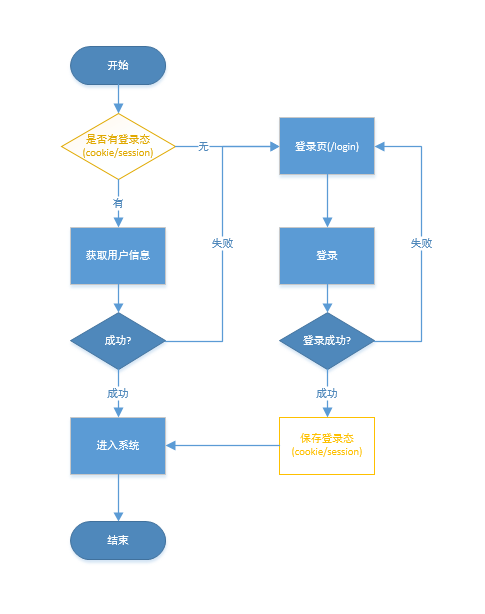 开始
是否有登录态
(cookie/session)
无
登录页(/login)
有
失败
失败
获取用户信息
登录
成功?
登录成功?
成功
成功
进入系统
保存登录态
(cookie/session)
结束